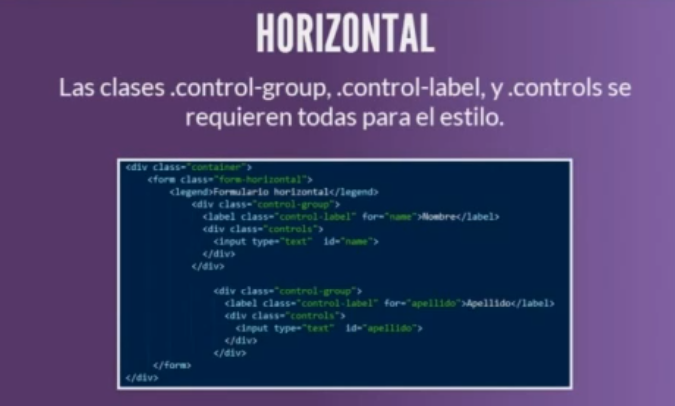 HORIZONTAL
Las clases .control-group, .control-label, y .controls se
requieren todas para el estilo.
<div class="container">
<form class="form-horizontal">
<legend>Formulario horizontal</legend>
<div class="control-group">
<label class="control-label" for="name">Nombre</label>
<div class="controls">
<input type="text" id="name">
</div>
</div>
<div class="control-group">
<label class="control-label" for="apellido">Apellido</label>
<div class="controls">
<input type="text" id="apellido">
</div>
</div>
</form>
</div>